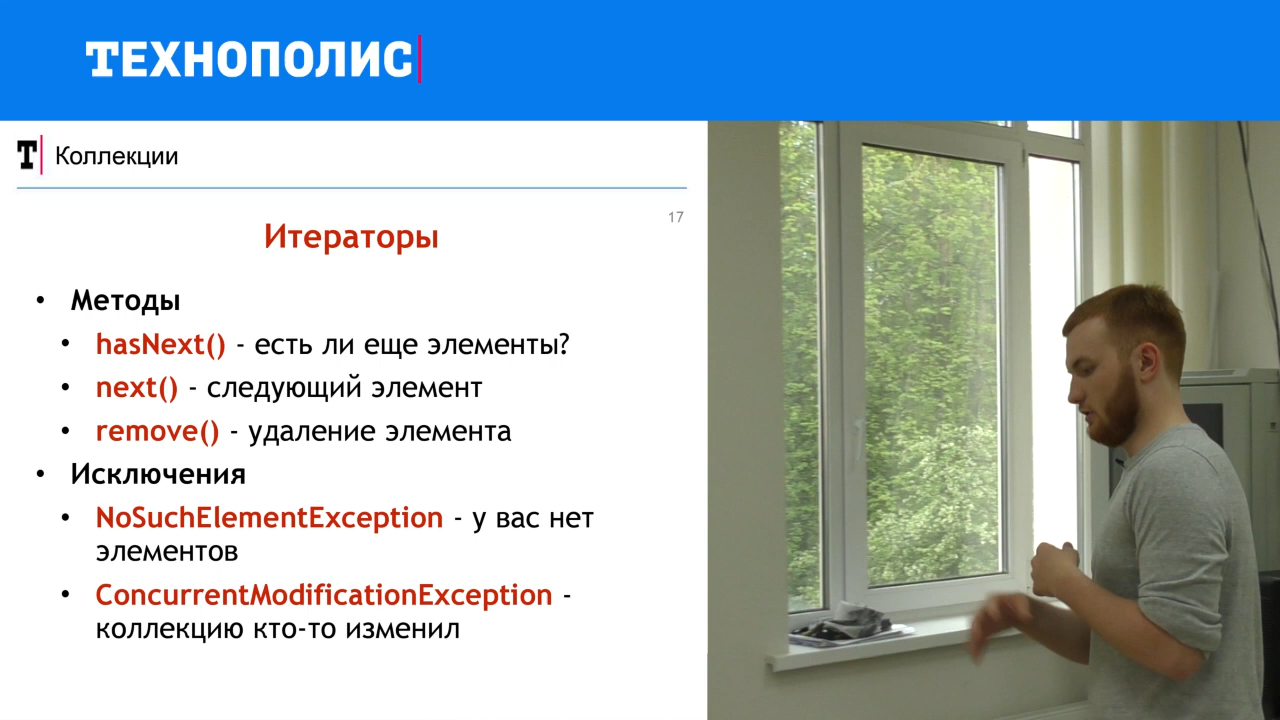 ТЕХНОПОЛИС
Т Коллекции
17
Итераторы
• Методы
• hasNext() - есть ли еще элементы?
• next() - следующий элемент
• remove() - удаление элемента
• Исключения
• NoSuchElementException - у вас нет
элементов
• ConcurrentModificationException -
коллекцию кто-то изменил